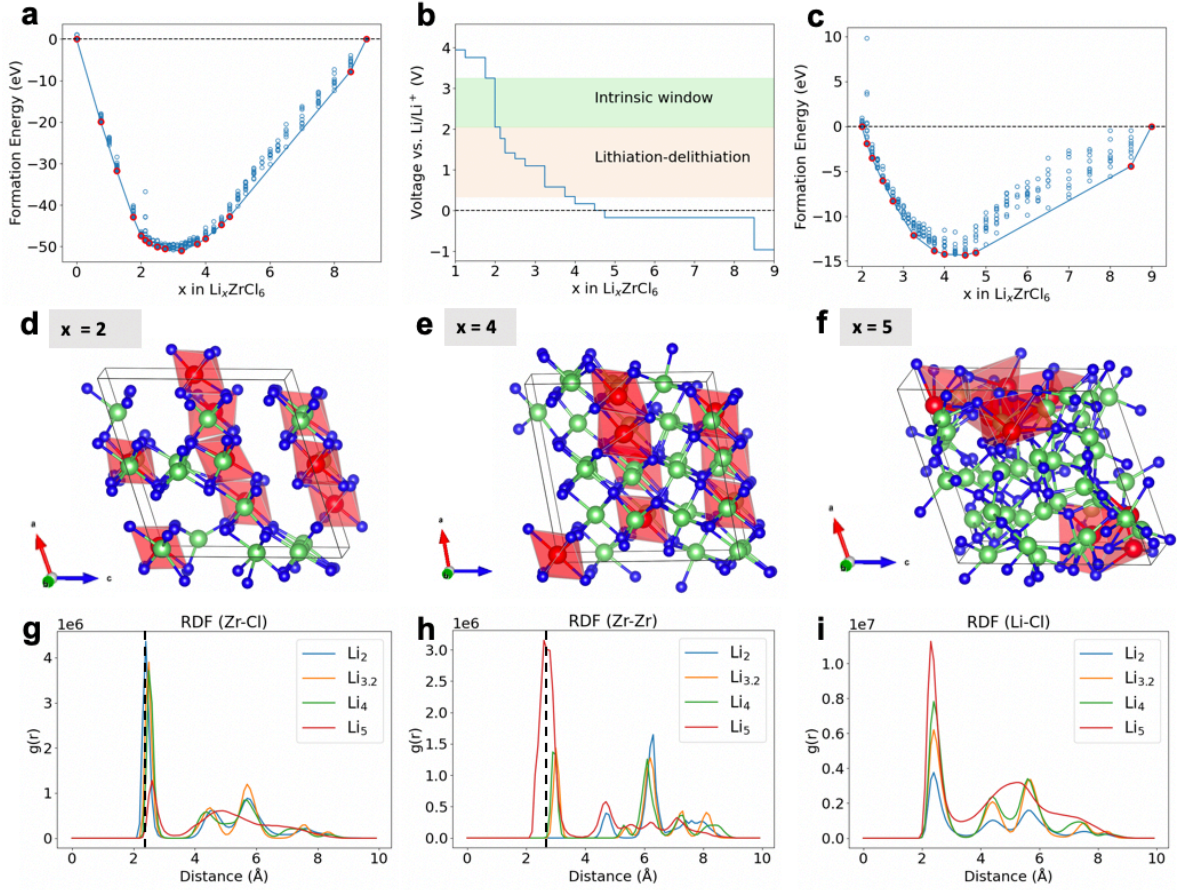 a
b
c
0
−10
−20
−30
−40
−50
Formation Energy (eV)
0 2 4 6 8
x in LiₓZrCl₆
4
3
2
1
0
−1
Voltage vs. Li/Li⁺ (V)
Intrinsic window
Lithiation-delithiation
1 2 3 4 5 6 7 8 9
x in LiₓZrCl₆
10
5
0
−5
−10
−15
Formation Energy (eV)
2 3 4 5 6 7 8 9
x in LiₓZrCl₆
d x = 2
e x = 4
f x = 5
a
b
c
a
b
a
b
c
g
1e6
RDF (Zr-Cl)
Li₂
Li₃.₂
Li₄
Li₅
4
3
2
1
0
g(r)
0 2 4 6 8 10
Distance (Å)
h
1e6
RDF (Zr-Zr)
Li₂
Li₃.₂
Li₄
Li₅
3.0
2.5
2.0
1.5
1.0
0.5
0.0
g(r)
0 2 4 6 8 10
Distance (Å)
i
1e7
RDF (Li-Cl)
Li₂
Li₃.₂
Li₄
Li₅
1.0
0.8
0.6
0.4
0.2
0.0
g(r)
0 2 4 6 8 10
Distance (Å)